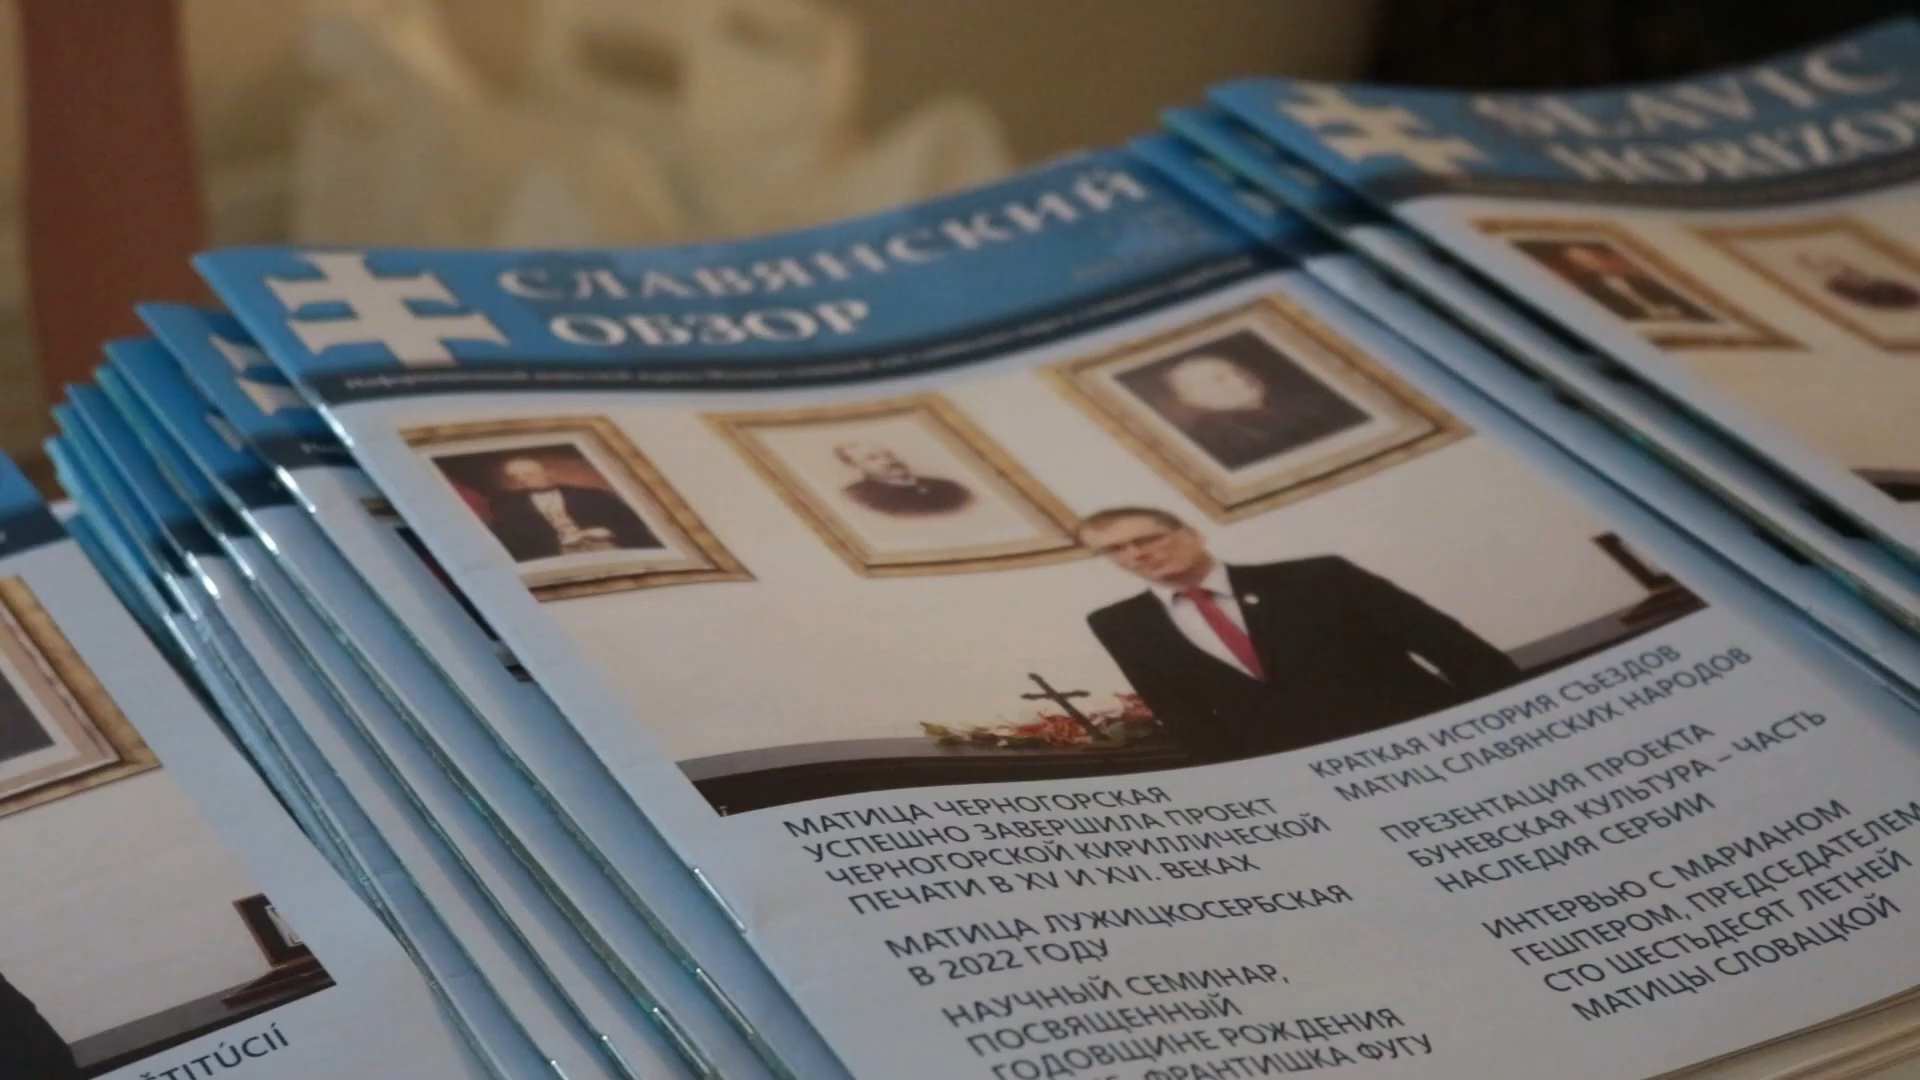 СЛАВЯНСКИЙ
ОБЗОР
SLAVIC
МАТИЦА ЧЕРНОГОРСКАЯ
УСПЕШНО ЗАВЕРШИЛА ПРОЕКТ
ЧЕРНОГОРСКОЙ КИРИЛЛИЧЕСКОЙ
ПЕЧАТИ В XV И XVI. ВЕКАХ
МАТИЦА ЛУЖИЦКОСЕРБСКАЯ
В 2022 ГОДУ
НАУЧНЫЙ СЕМИНАР,
ПОСВЯЩЕННЫЙ
ГОДОВЩИНЕ РОЖДЕНИЯ
ФРАНТИШКА ФУГУ
КРАТКАЯ ИСТОРИЯ СЪЕЗДОВ
МАТИЦ СЛАВЯНСКИХ НАРОДОВ
ПРЕЗЕНТАЦИЯ ПРОЕКТА
БУНЕВСКАЯ КУЛЬТУРА – ЧАСТЬ
НАСЛЕДИЯ СЕРБИИ
ИНТЕРВЬЮ С МАРИАНОМ
ГЕШПЕРОМ, ПРЕДСЕДАТЕЛЕМ
СТО ШЕСТЬДЕСЯТ ЛЕТНЕЙ
МАТИЦЫ СЛОВАЦКОЙ